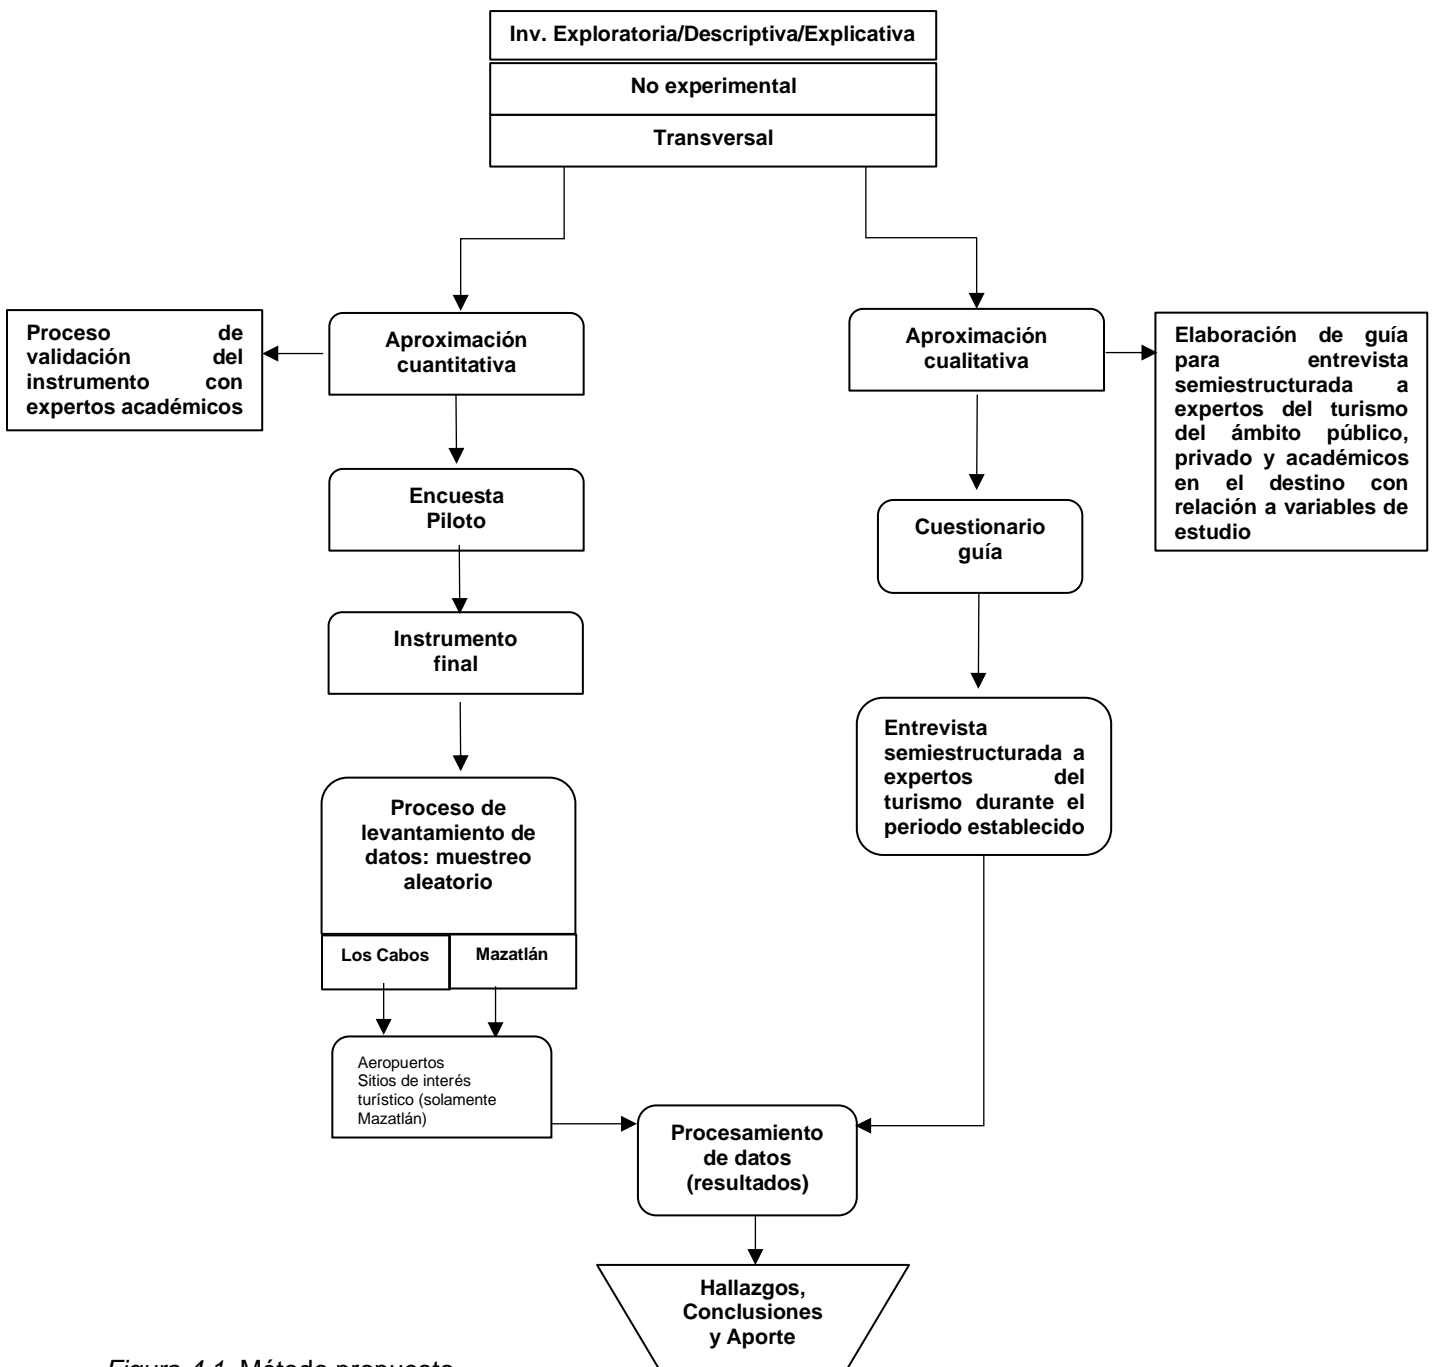 Inv. Exploratoria/Descriptiva/Explicativa
No experimental
Transversal
Proceso de
validación del
instrumento con
expertos académicos
Aproximación
cuantitativa
Aproximación
cualitativa
Elaboración de guía
para entrevista
semiestructurada a
expertos del turismo
del ámbito público,
privado y académicos
en el destino con
relación a variables de
estudio
Encuesta
Piloto
Cuestionario
guía
Instrumento
final
Entrevista
semiestructurada a
expertos del
turismo durante el
periodo establecido
Proceso de
levantamiento de
datos: muestreo
aleatorio
Los Cabos
Mazatlán
Aeropuertos
Sitios de interés
turístico (solamente
Mazatlán)
Procesamiento
de datos
(resultados)
Hallazgos,
Conclusiones
y Aporte
Figura 4.1. Método propuesto